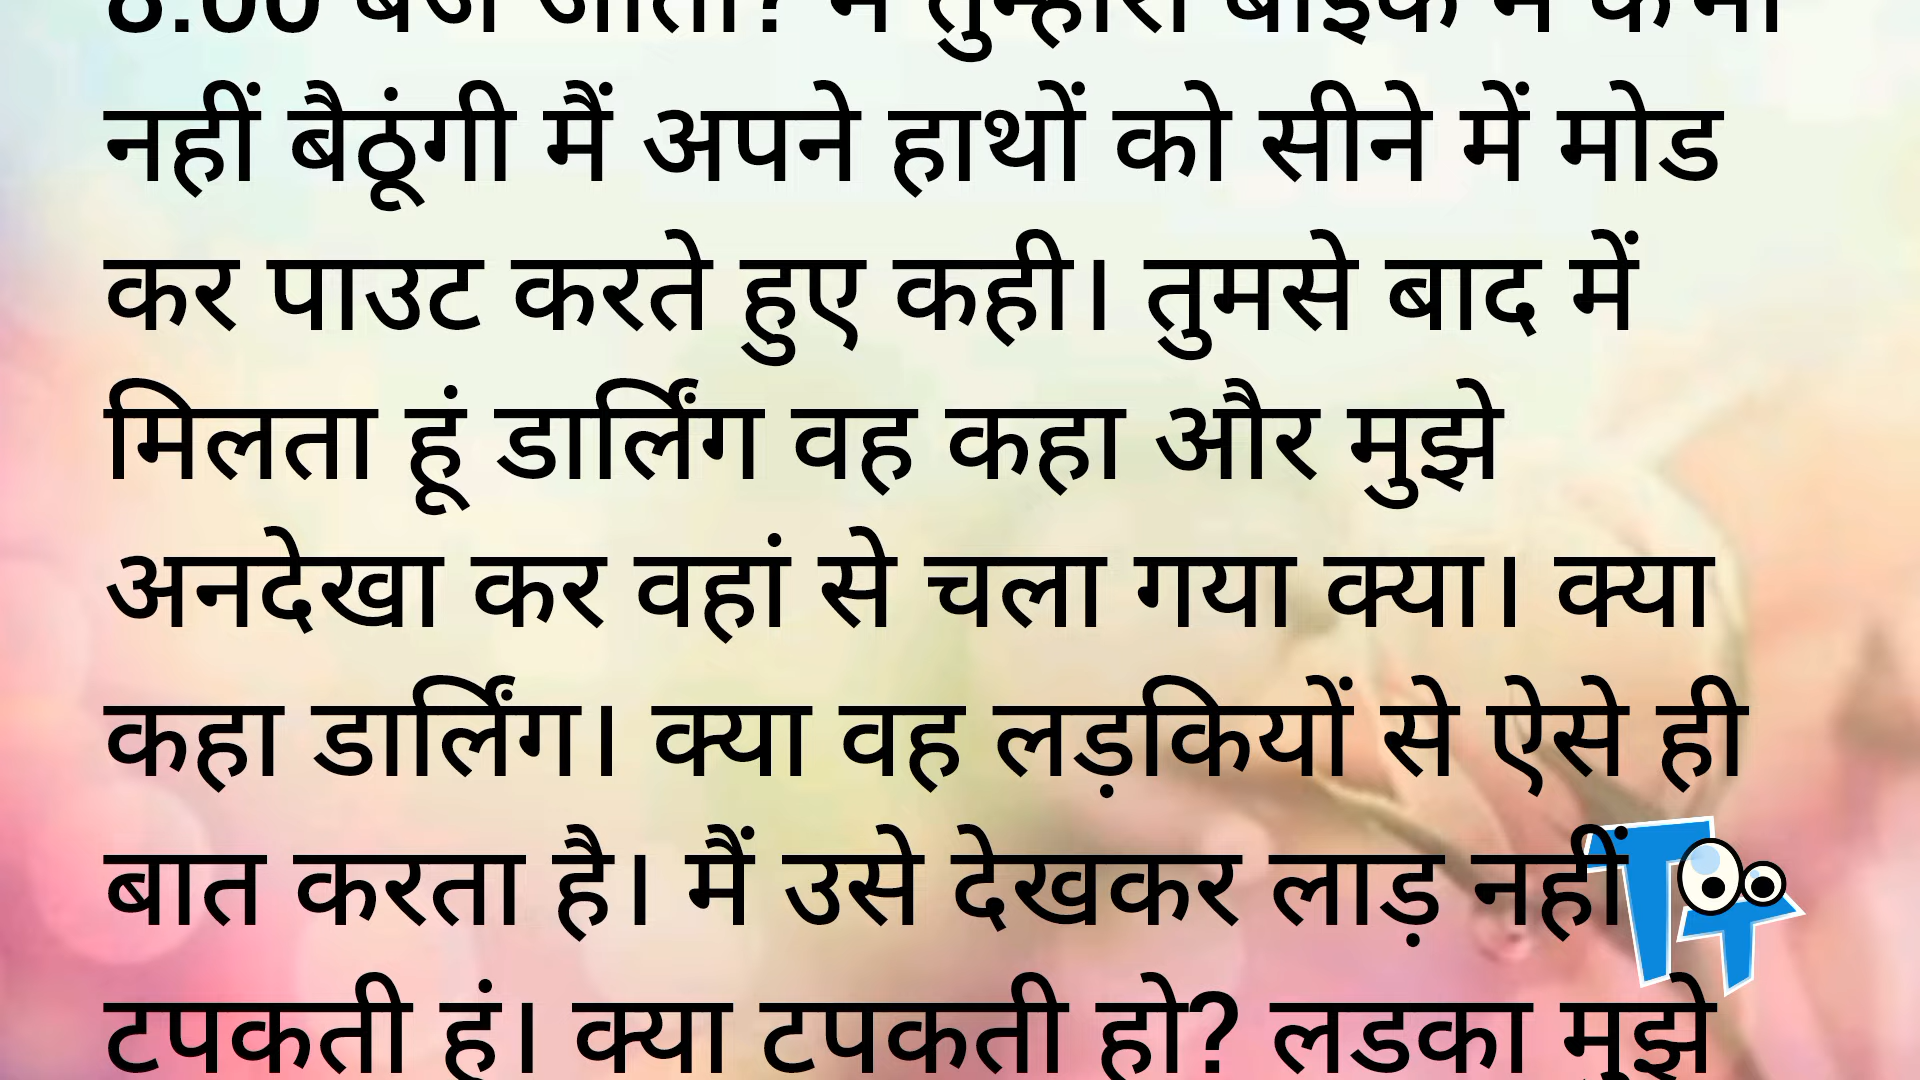 8:00 बजे जाती? मैं तुम्हारी बाइक में कभी
नहीं बैठूंगी मैं अपने हाथों को सीने में मोड
कर पाउट करते हुए कही। तुमसे बाद में
मिलता हूं डार्लिंग वह कहा और मुझे
अनदेखा कर वहां से चला गया क्या। क्या
कहा डार्लिंग। क्या वह लड़कियों से ऐसे ही
बात करता है। मैं उसे देखकर लाड़ नहीं
टपकती हूं। क्या टपकती हो? लडका मुझे